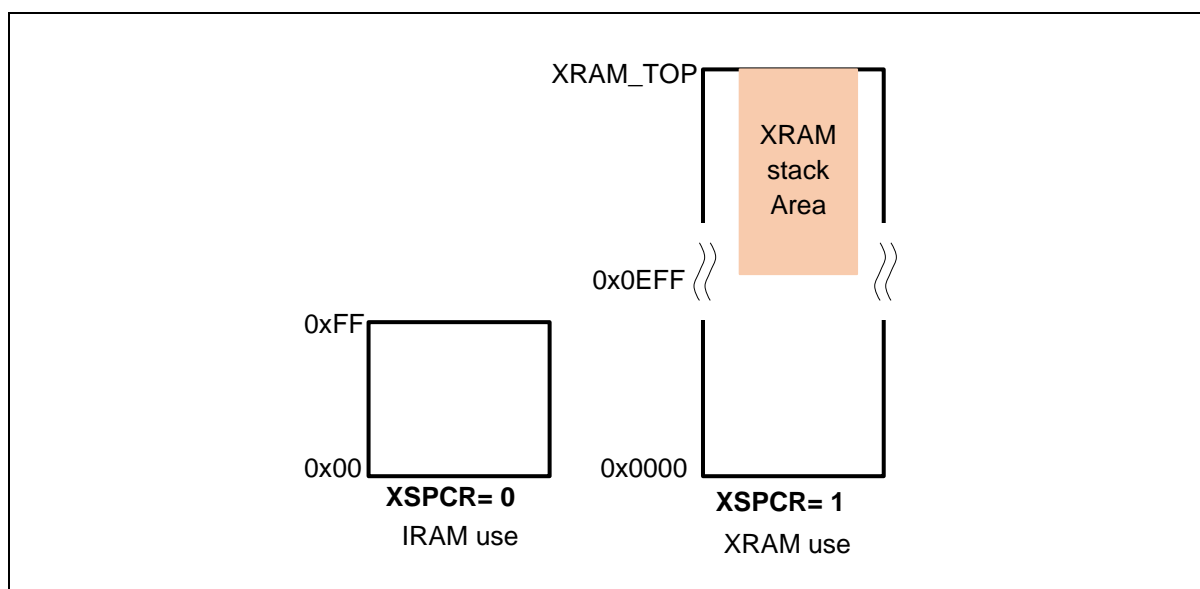 XRAM_TOP
XRAM
stack
Area
0x0EFF
0xFF
0x00
0x0000
XSPCR= 0
XSPCR= 1
IRAM use
XRAM use